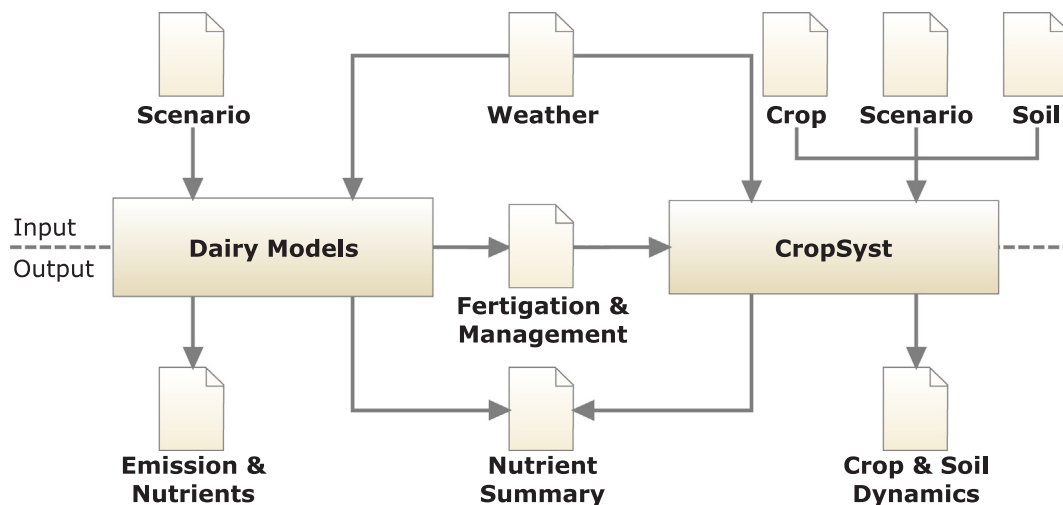 Scenario
Weather
Crop
Scenario
Soil
Input
Output
Dairy Models
CropSyst
Fertigation &
Management
Emission &
Nutrients
Nutrient
Summary
Crop & Soil
Dynamics